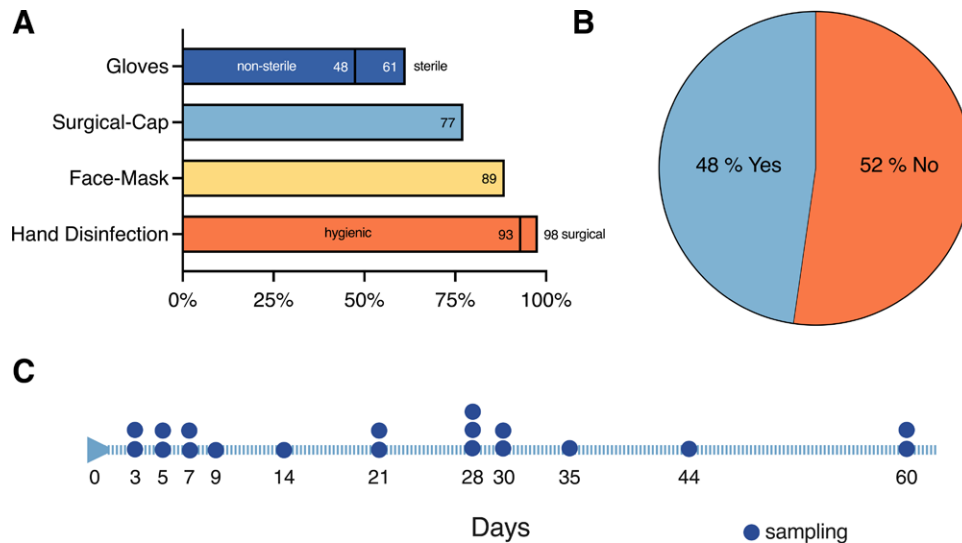 A
Gloves non-sterile 48 61 sterile
Surgical-Cap 77
Face-Mask 89
Hand Disinfection hygienic 93 98 surgical
0% 25% 50% 75% 100%
B
48 % Yes 52 % No
C
0 3 5 7 9 14 21 28 30 35 44 60
Days
sampling